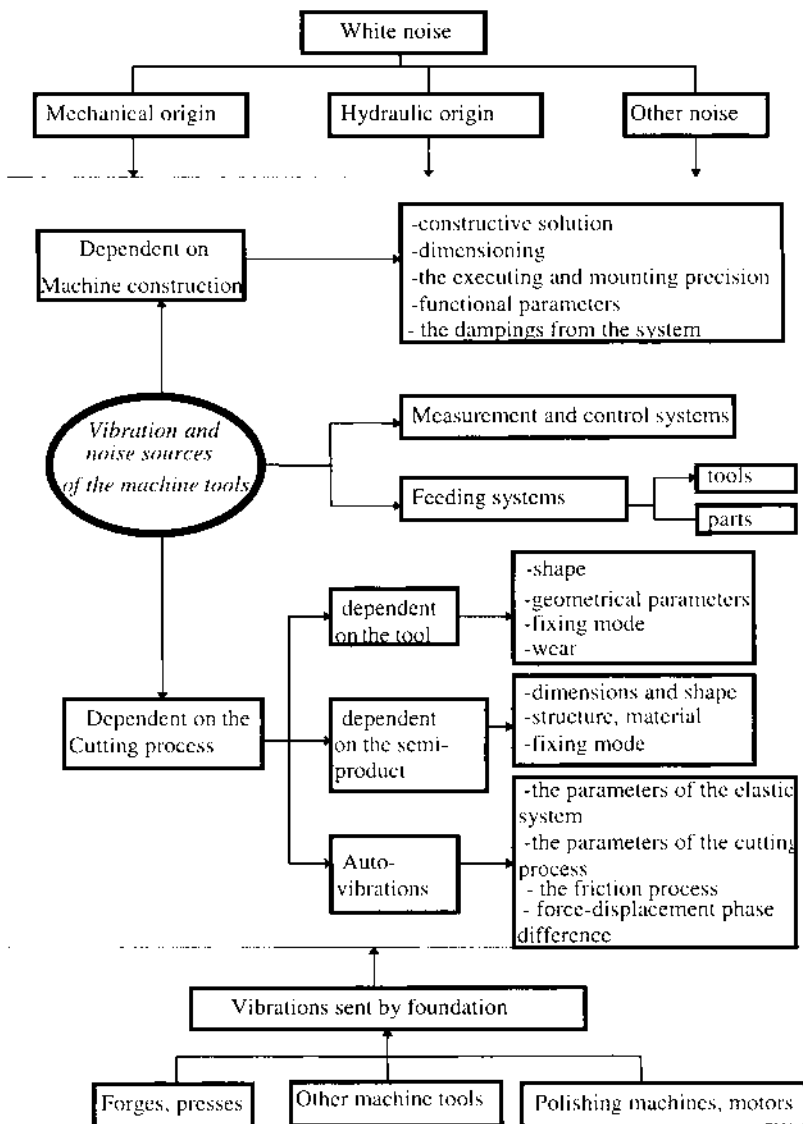 White noise
Mechanical origin
Hydraulic origin
Other noise
Dependent on
Machine construction
-constructive solution
-dimensioning
-the executing and mounting precision
-functional parameters
- the dampings from the system
Vibration and
noise sources
of the machine tools
Measurement and control systems
Feeding systems
tools
parts
dependent
on the tool
-shape
-geometrical parameters
-fixing mode
-wear
Dependent on the
Cutting process
dependent
on the semi-
product
-dimensions and shape
-structure, material
-fixing mode
Auto-
vibrations
-the parameters of the elastic
system
-the parameters of the cutting
process
- the friction process
- force-displacement phase
difference
Vibrations sent by foundation
Forges, presses
Other machine tools
Polishing machines, motors